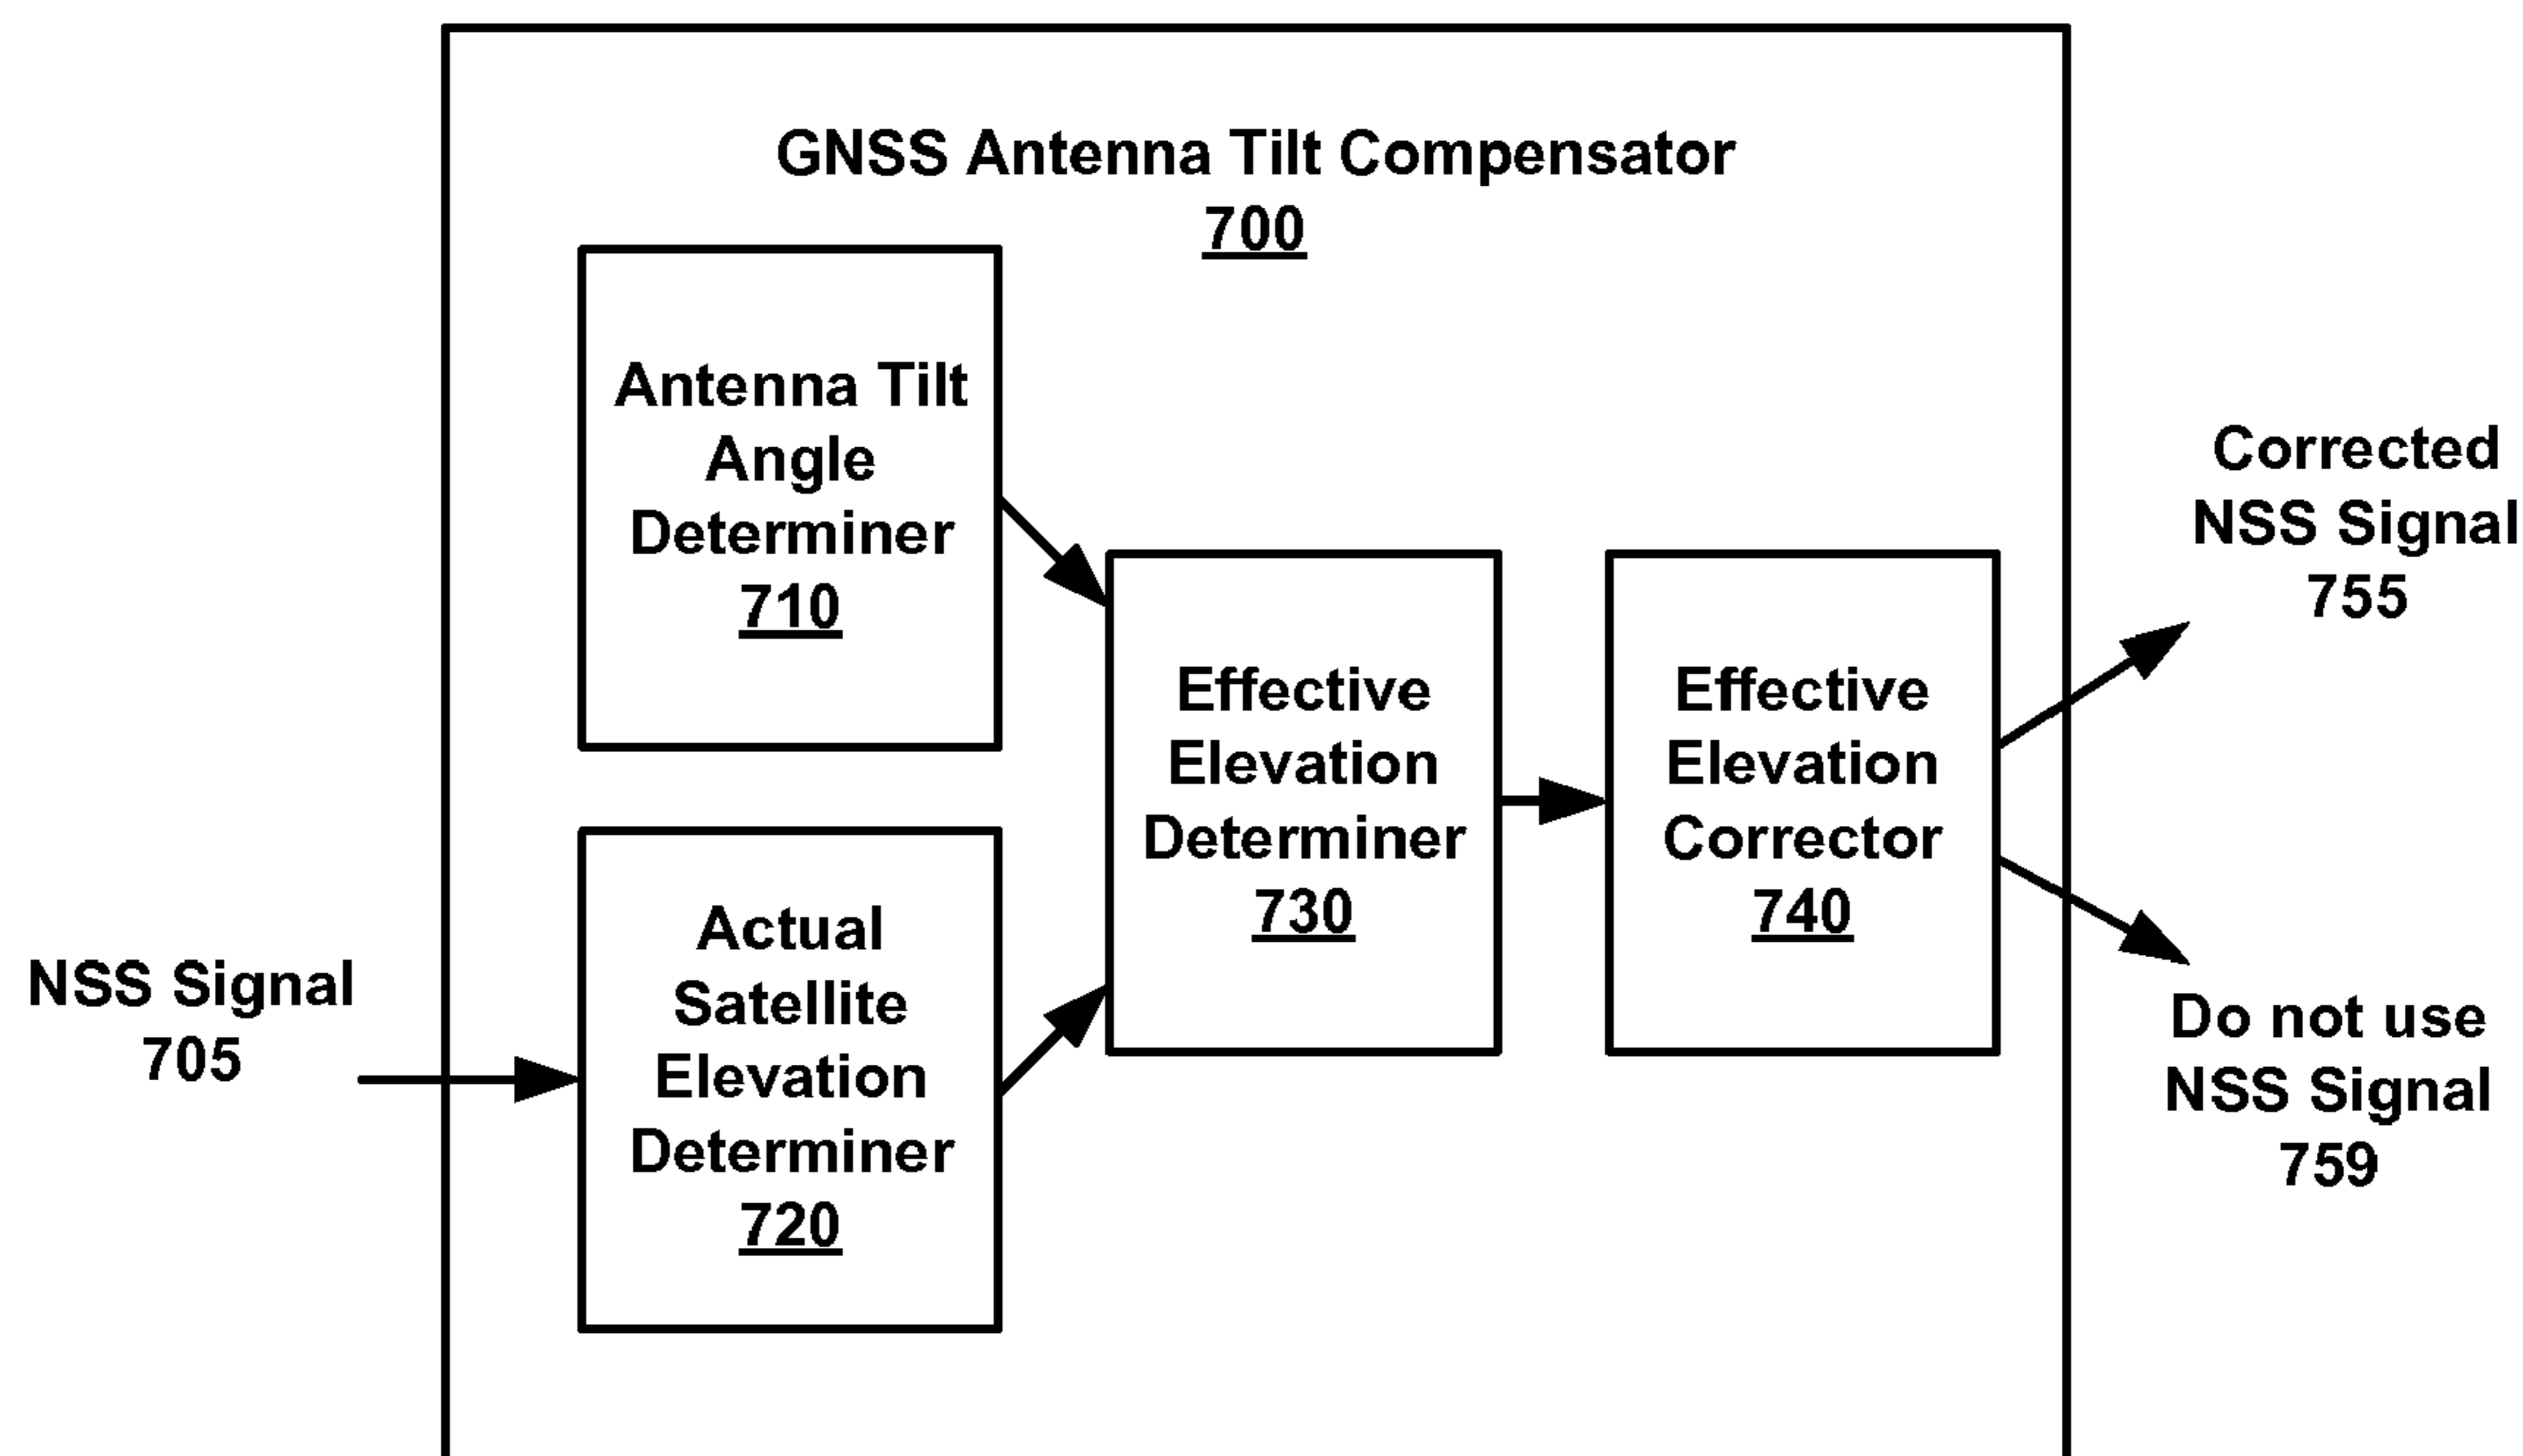 GNSS Antenna Tilt Compensator
700
Antenna Tilt
Angle
Determiner
710
NSS Signal
705
Actual
Satellite
Elevation
Determiner
720
Effective
Elevation
Determiner
730
Effective
Elevation
Corrector
740
Corrected
NSS Signal
755
Do not use
NSS Signal
759